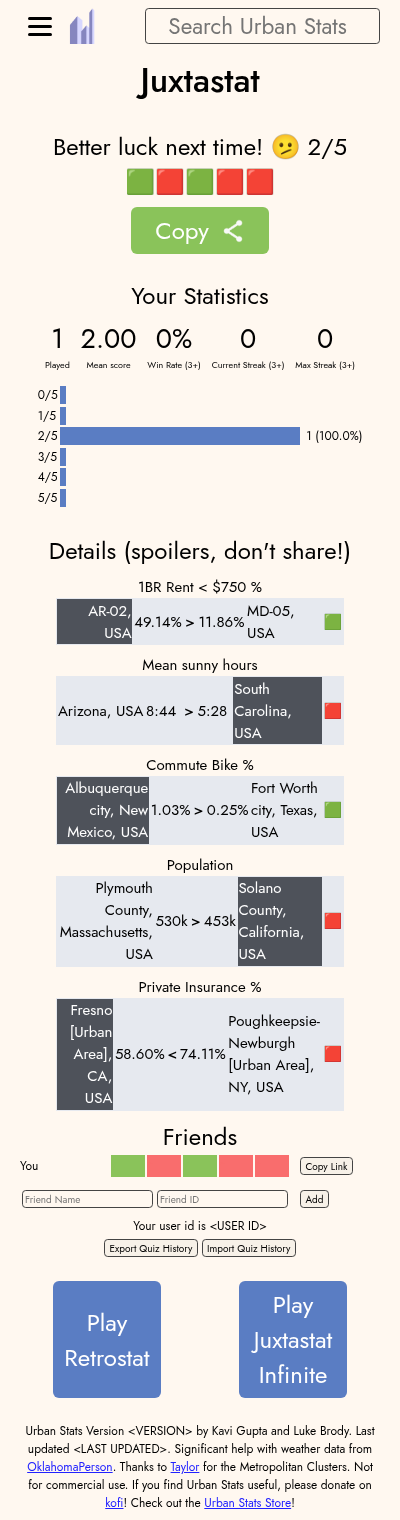 Search Urban Stats
Juxtastat
Better luck next time! 🫤 2/5
🟩🟥🟩🟥🟥
Copy
Your Statistics
1 2.00 0% 0 0
Played Mean score Win Rate (3+) Current Streak (3+) Max Streak (3+)
0/5
1/5
2/5 1 (100.0%)
3/5
4/5
5/5
Details (spoilers, don't share!)
1BR Rent < $750 %
AR-02, USA 49.14% > 11.86% MD-05, USA 🟩
Mean sunny hours
Arizona, USA 8:44 > 5:28 South Carolina, USA 🟥
Commute Bike %
Albuquerque city, New Mexico, USA 1.03% > 0.25% Fort Worth city, Texas, USA 🟩
Population
Plymouth County, Massachusetts, USA 530k > 453k Solano County, California, USA 🟥
Private Insurance %
Fresno [Urban Area], CA, USA 58.60% < 74.11% Poughkeepsie-Newburgh [Urban Area], NY, USA 🟥
Friends
You Copy Link
Friend Name Friend ID Add
Your user id is <USER ID>
Export Quiz History Import Quiz History
Play Retrostat
Play Juxtastat Infinite
Urban Stats Version <VERSION> by Kavi Gupta and Luke Brody. Last
updated <LAST UPDATED>. Significant help with weather data from
OklahomaPerson. Thanks to Taylor for the Metropolitan Clusters. Not
for commercial use. If you find Urban Stats useful, please donate on
kofi! Check out the Urban Stats Store!